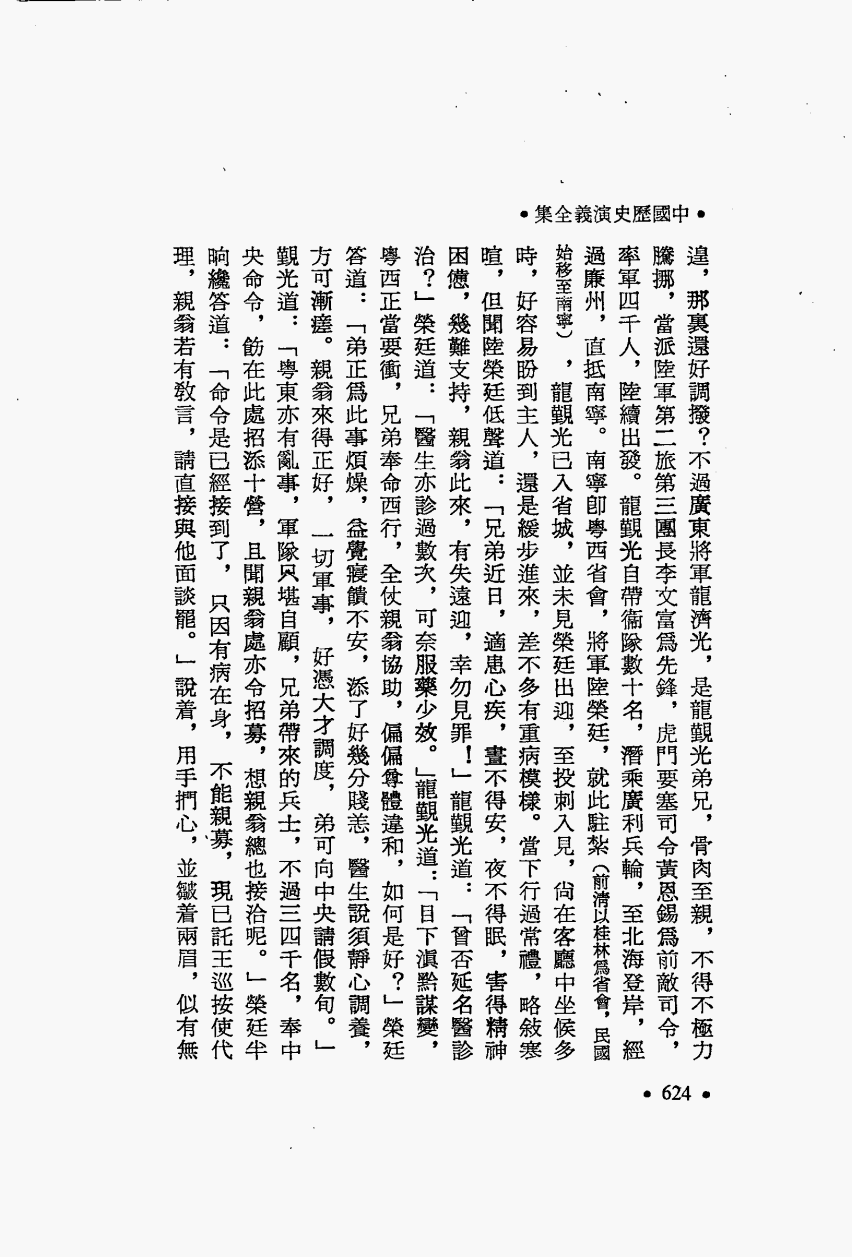 •中國歷史演義全集•
遑，那裏還好調撥？不過廣東將軍龍濟光，是龍覲光弟兄，骨肉至親，不得不極力
騰挪，當派陸軍第二旅第三團長李文富爲先鋒，虎門要塞司令黃恩錫爲前敵司令，
率軍四千人，陸續出發。龍覲光自帶衞隊數十名，潛乘廣利兵輪，至北海登岸，經
過廉州，直抵南寧。南寧卽粤西省會，將軍陸榮廷，就此駐紮（前淸以桂林爲省會，民國
始移至南寧），龍覲光已入省城，並未見榮廷出迎，至投刺入見，尙在客廳中坐候多
時，好容易盼到主人，還是緩步進來，差不多有重病模樣。當下行過常禮，略敍寒
暄，但聞陸榮廷低聲道：「兄弟近日，適患心疾，晝不得安，夜不得眠，害得精神
困憊，幾難支持，親翁此來，有失遠迎，幸勿見罪！」龍覲光道：「曾否延名醫診
治？」榮廷道：「醫生亦診過數次，可奈服藥少效。」龍覲光道：「目下滇黔謀變，
粤西正當要衝，兄弟奉命西行，全仗親翁協助，偏偏尊體違和，如何是好？」榮廷
答道：「弟正爲此事煩燥，益覺寢饋不安，添了好幾分賤恙，醫生說須靜心調養，
方可漸瘥。親翁來得正好，一切軍事，好憑大才調度，弟可向中央請假數旬。」
覲光道：「粤東亦有亂事，軍隊只堪自顧，兄弟帶來的兵士，不過三四千名，奉中
央命令，飭在此處招添十營，且聞親翁處亦令招募，想親翁總也接洽呢。」榮廷半
晌纔答道：「命令是已經接到了，只因有病在身，不能親募，現已託王巡按使代
理，親翁若有敎言，請直接與他面談罷。」說着，用手捫心，並皺着兩眉，似有無
•624•